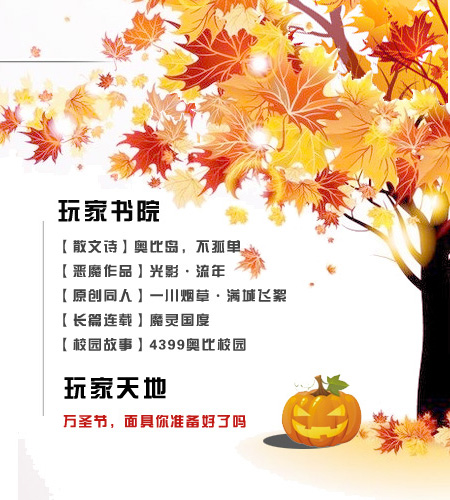 玩家书院
【散文诗】奥比岛，不孤单
【恶魔作品】光影·流年
【原创同人】一川烟草·满城飞絮
【长篇连载】魔灵国度
【校园故事】4399奥比校园
玩家天地
万圣节，面具你准备好了吗